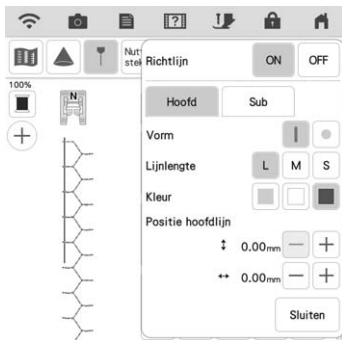 Nut
stek
Richtlijn ON OFF
100%
N
Hoofd Sub
Vorm
Lijnlengte L M S
Kleur
Positie hoofdlijn
0.00mm
0.00mm
Sluiten